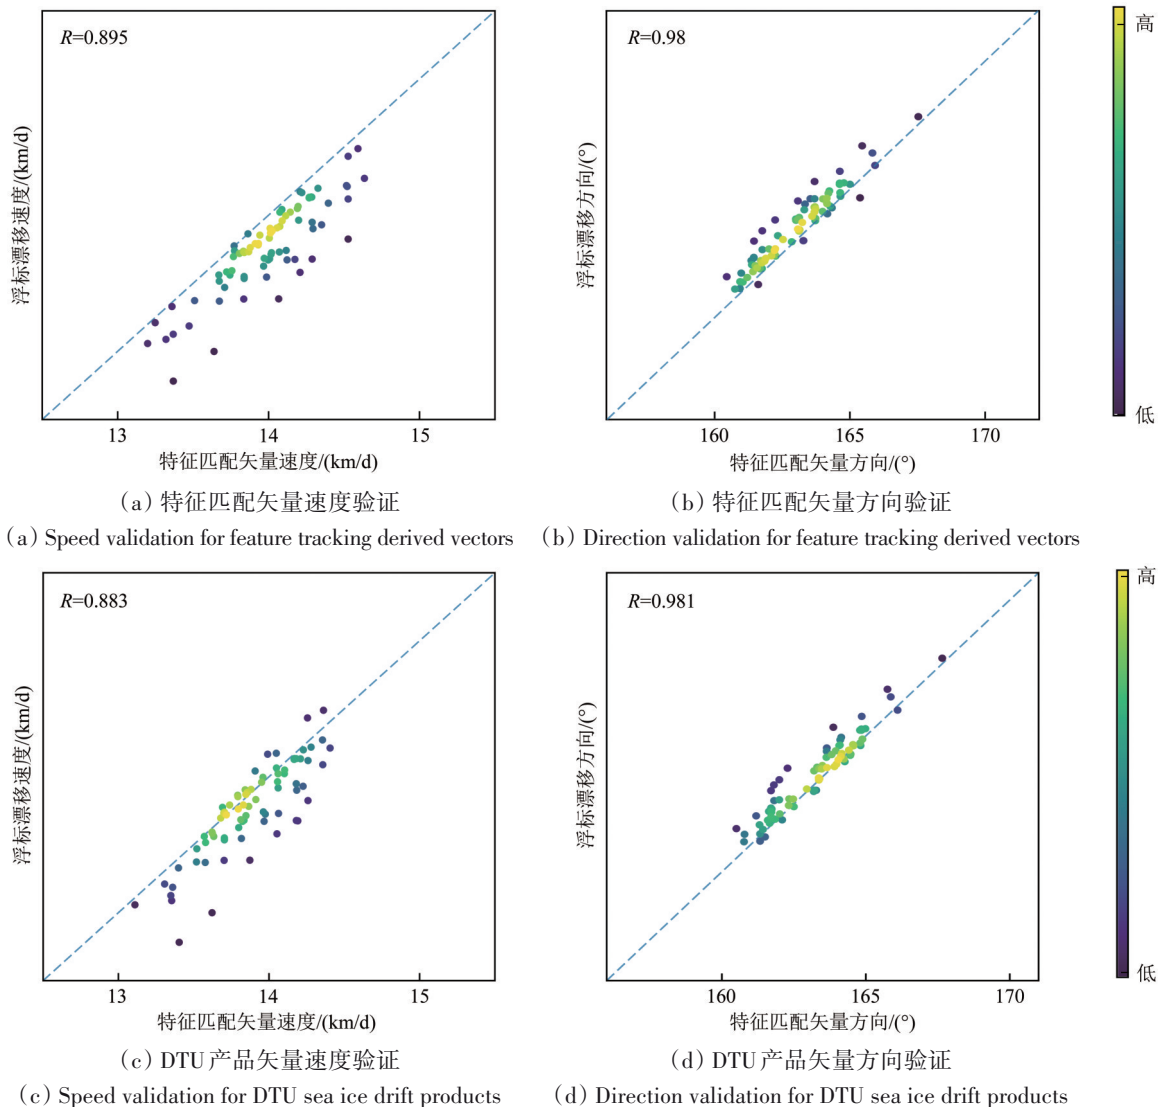 R=0.895
浮标漂移速度/(km/d)
13 14 15
特征匹配矢量速度/(km/d)
(a)特征匹配矢量速度验证
(a)Speed validation for feature tracking derived vectors
R=0.98
浮标漂移方向/(°)
160 165 170
特征匹配矢量方向/(°)
(b)特征匹配矢量方向验证
(b)Direction validation for feature tracking derived vectors
高
低
R=0.883
浮标漂移速度/(km/d)
13 14 15
特征匹配矢量速度/(km/d)
(c)DTU产品矢量速度验证
(c)Speed validation for DTU sea ice drift products
R=0.981
浮标漂移方向/(°)
160 165 170
特征匹配矢量方向/(°)
(d)DTU产品矢量方向验证
(d)Direction validation for DTU sea ice drift products
高
低